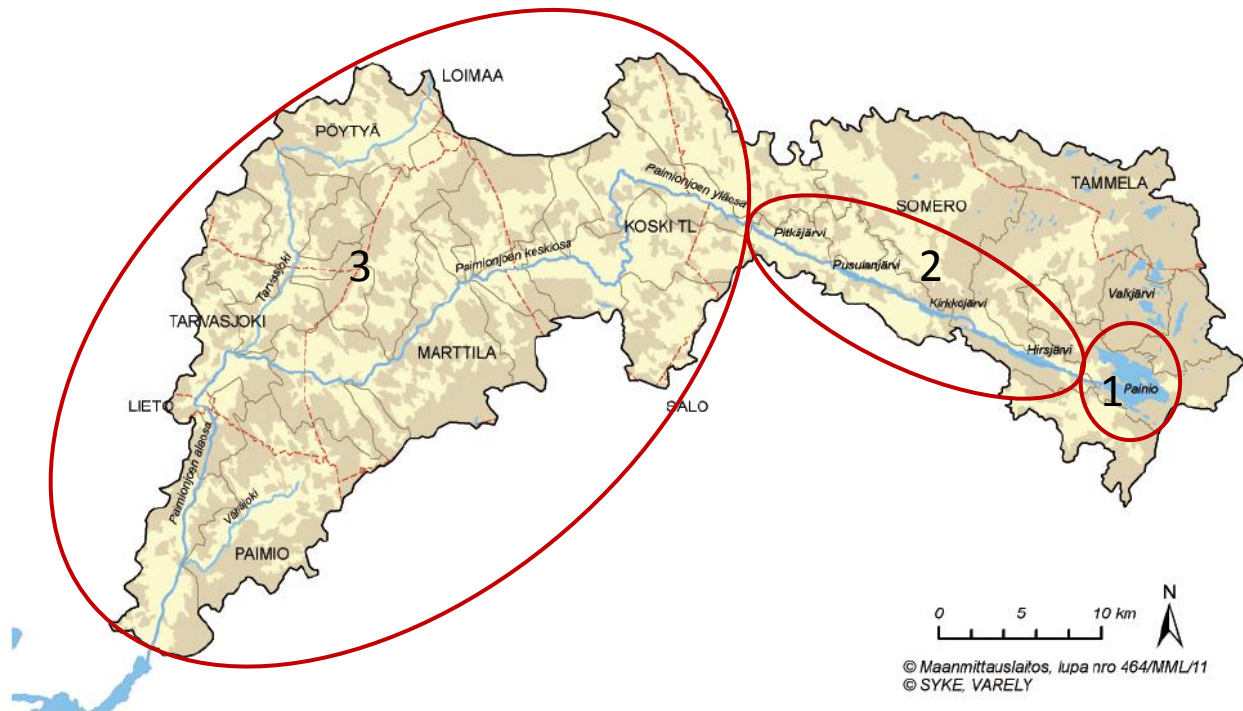 LOIMAA
PÖYTYÄ
Paimionjoen yläosa
TAMMELA
SOMERO
KOSKI TL
Pitkäjärvi
3
Paimionjoen keskiosa
2
Pusulanjärvi
Tarvasjoki
Valkjärvi
Kirkkojärvi
TARVASJOKI
MARTTILA
Hirsjärvi
1
Painio
LIETO
SALO
Paimionjoen alaosa
Vähäjoki
PAIMIO
N
0 5 10 km
© Maanmittauslaitos, lupa nro 464/MML/11
© SYKE, VARELY